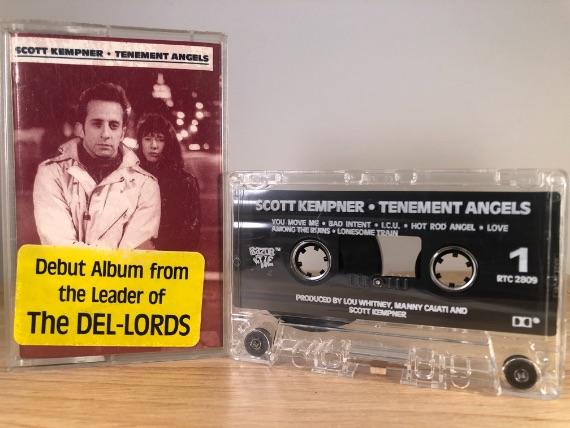 SCOTT KEMPNER • TENEMENT ANGELS
Debut Album from
the Leader of
The DEL-LORDS
SCOTT KEMPNER • TENEMENT ANGELS
YOU MOVE ME • BAD INTENT • I.C.U. • HOT ROD ANGEL • LOVE
AMONG THE RUINS • LONESOME TRAIN
RAZOR & TIE
1
RTC 2809
PRODUCED BY LOU WHITNEY, MANNY CAIATI AND
SCOTT KEMPNER